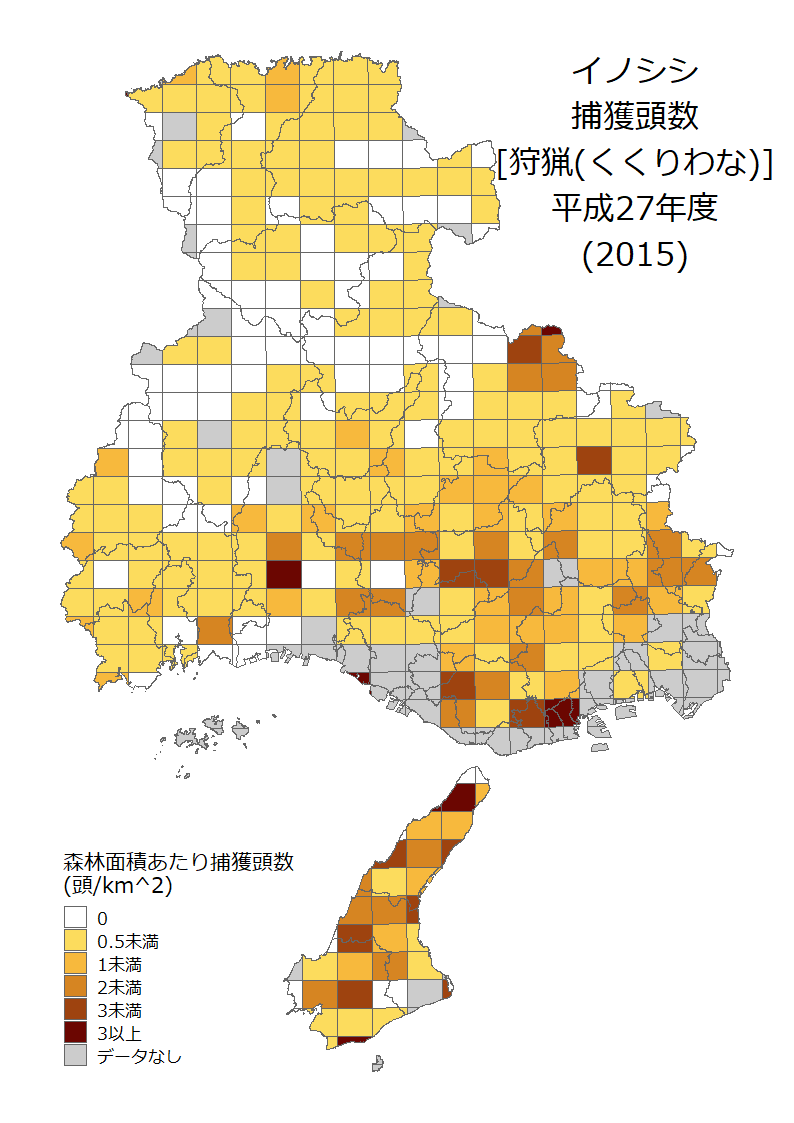 イノシシ
捕獲頭数
[狩猟(くくりわな)]
平成27年度
(2015)
森林面積あたり捕獲頭数
(頭/km^2)
0
0.5未満
1未満
2未満
3未満
3以上
データなし